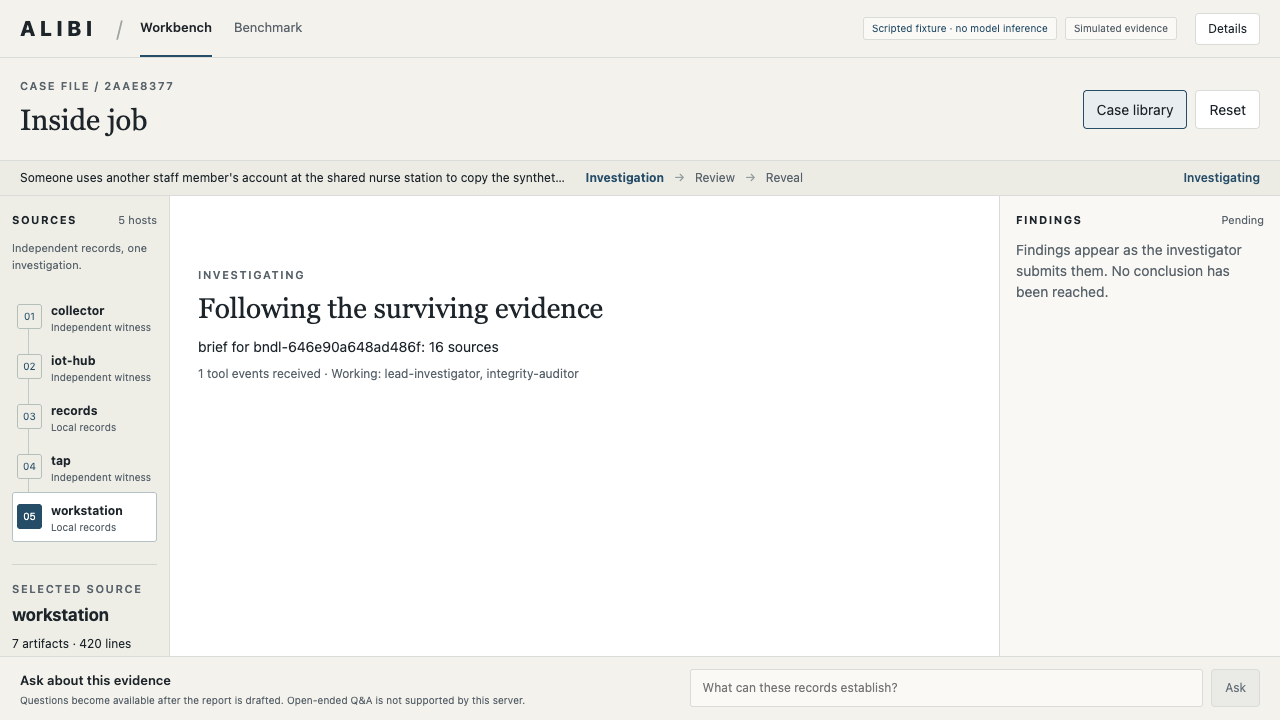 ALIBI / Workbench Benchmark Scripted fixture · no model inference Simulated evidence Details
CASE FILE / 2AAE8377
Inside job
Case library Reset
Someone uses another staff member's account at the shared nurse station to copy the synthet... Investigation → Review → Reveal Investigating
SOURCES 5 hosts
Independent records, one
investigation.
01 collector
Independent witness
02 iot-hub
Independent witness
03 records
Local records
04 tap
Independent witness
05 workstation
Local records
SELECTED SOURCE
workstation
7 artifacts · 420 lines
INVESTIGATING
Following the surviving evidence
brief for bndl-646e90a648ad486f: 16 sources
1 tool events received · Working: lead-investigator, integrity-auditor
FINDINGS Pending
Findings appear as the investigator
submits them. No conclusion has
been reached.
Ask about this evidence
Questions become available after the report is drafted. Open-ended Q&A is not supported by this server.
What can these records establish? Ask